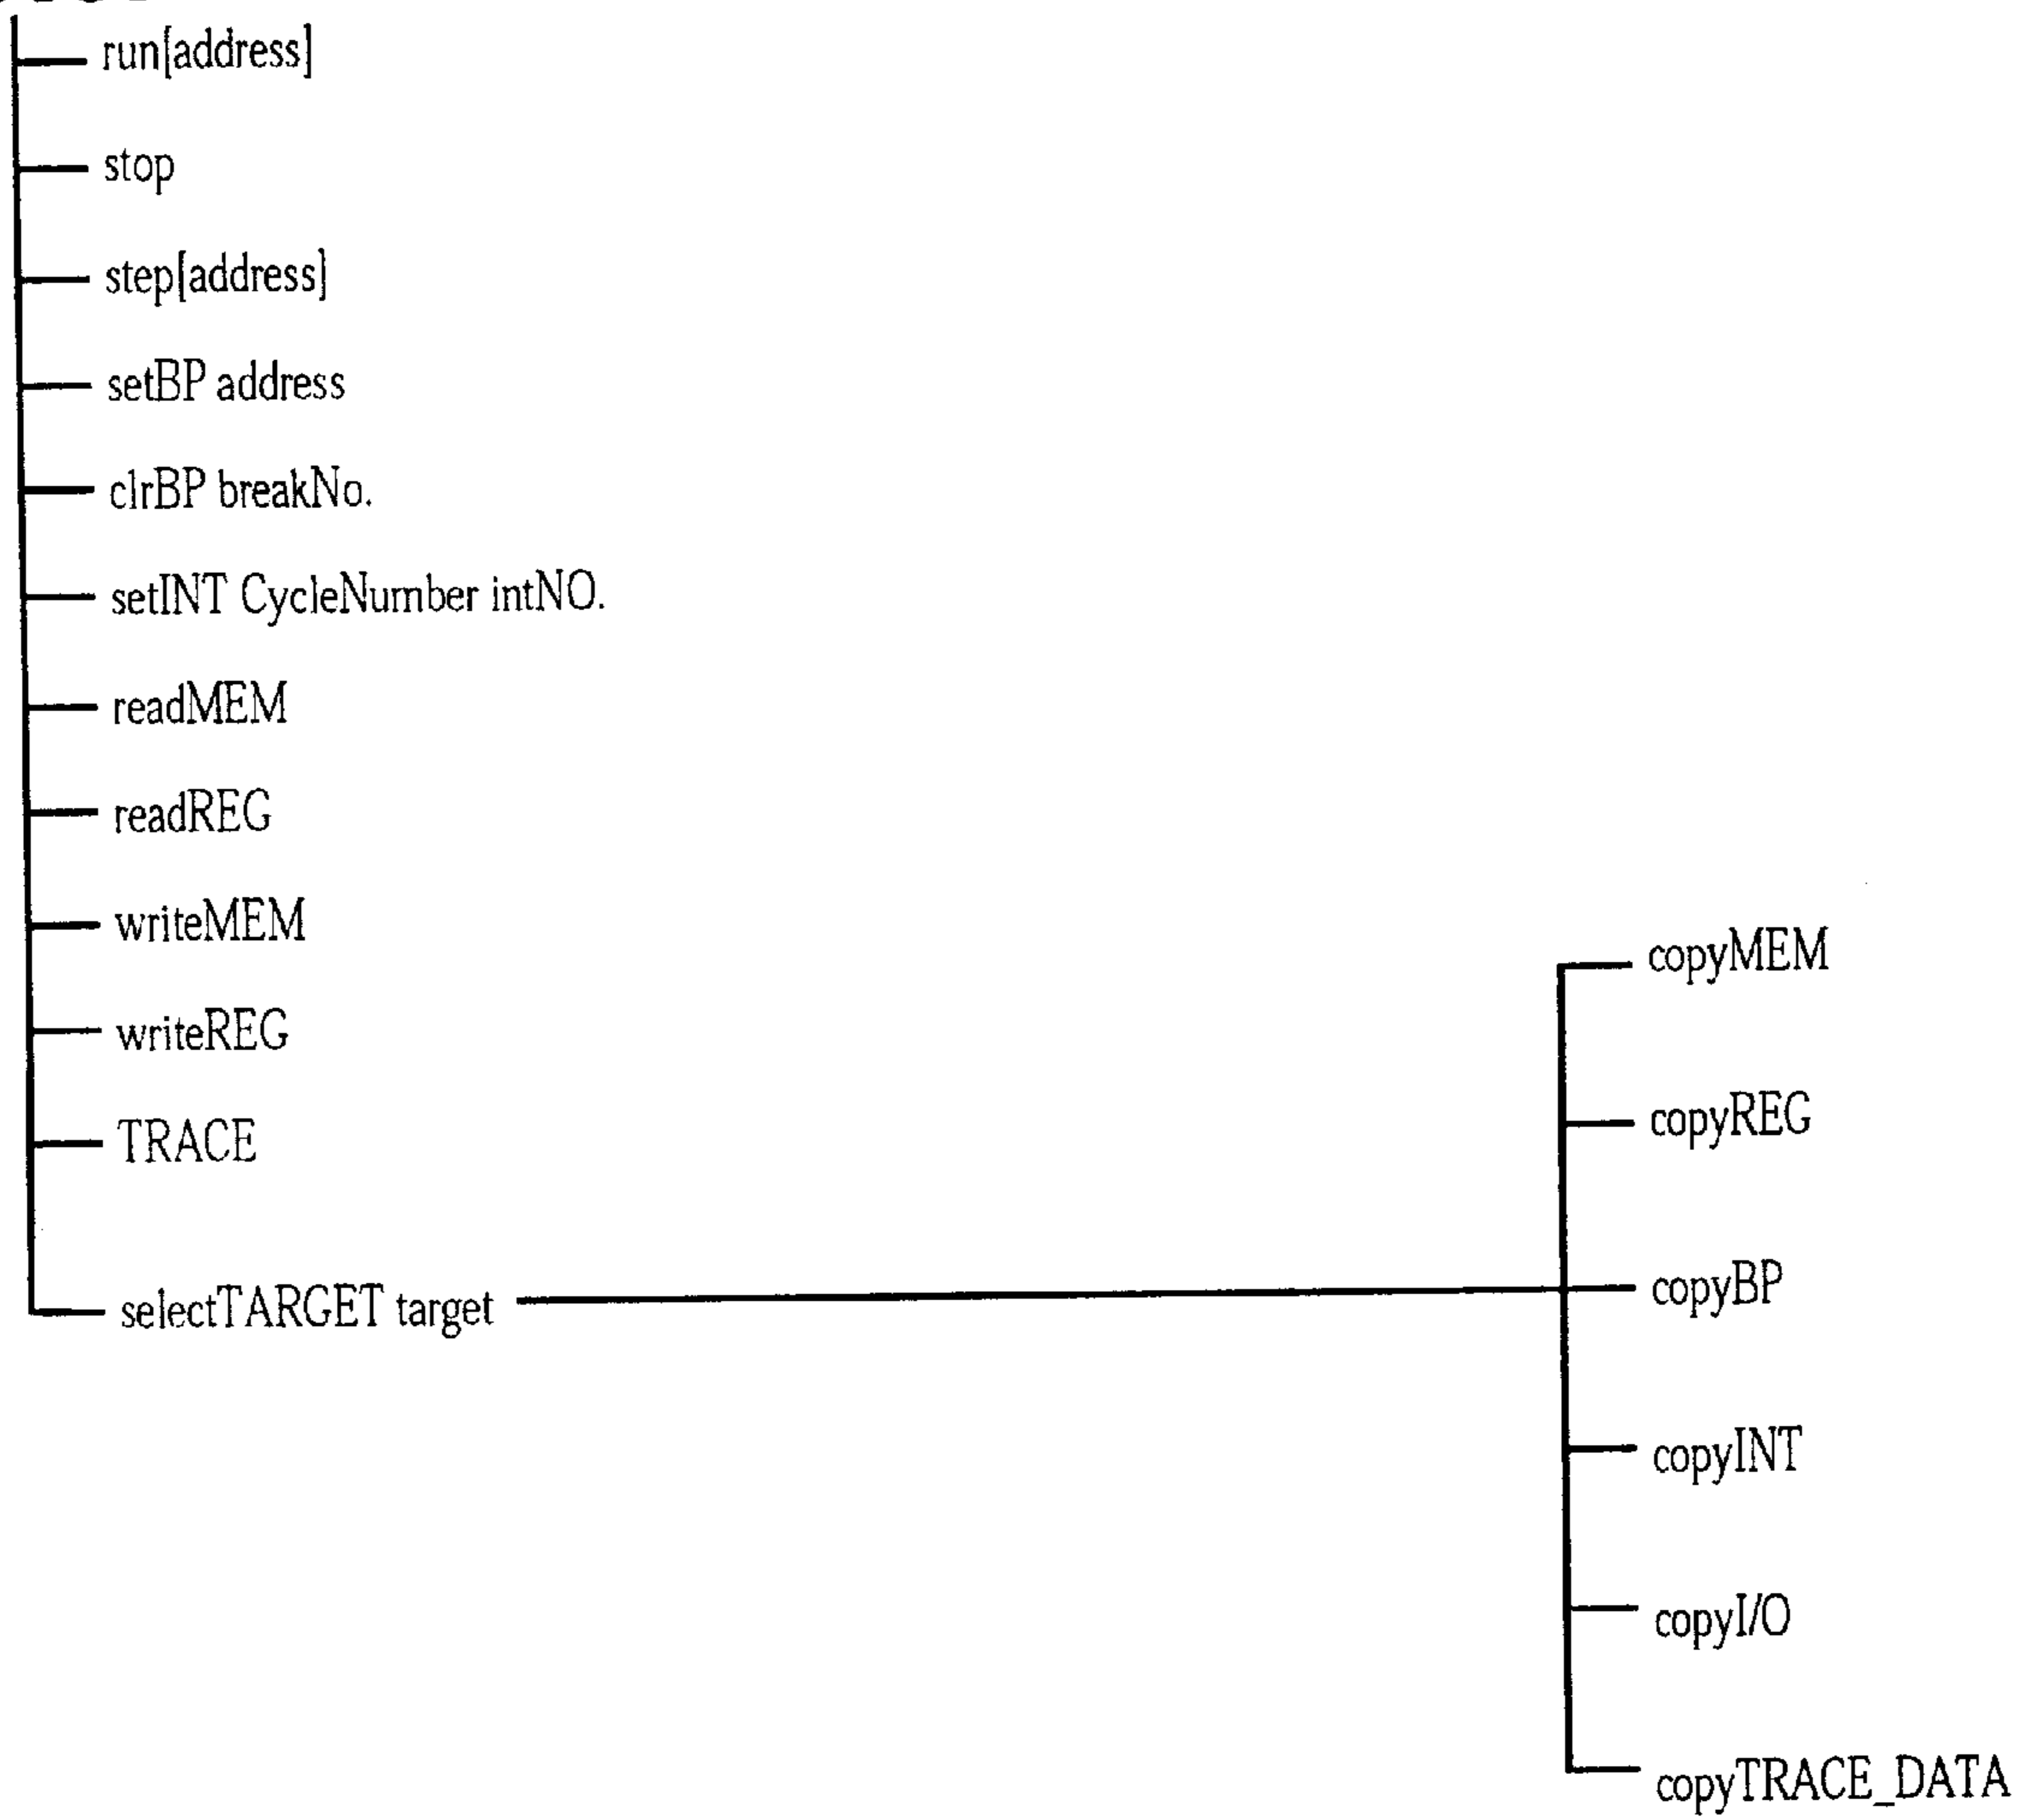 run[address]
stop
step[address]
setBP address
clrBP breakNo.
setINT CycleNumber intNO.
readMEM
readREG
writeMEM
writeREG
TRACE
selectTARGET target
copyMEM
copyREG
copyBP
copyINT
copyI/O
copyTRACE_DATA